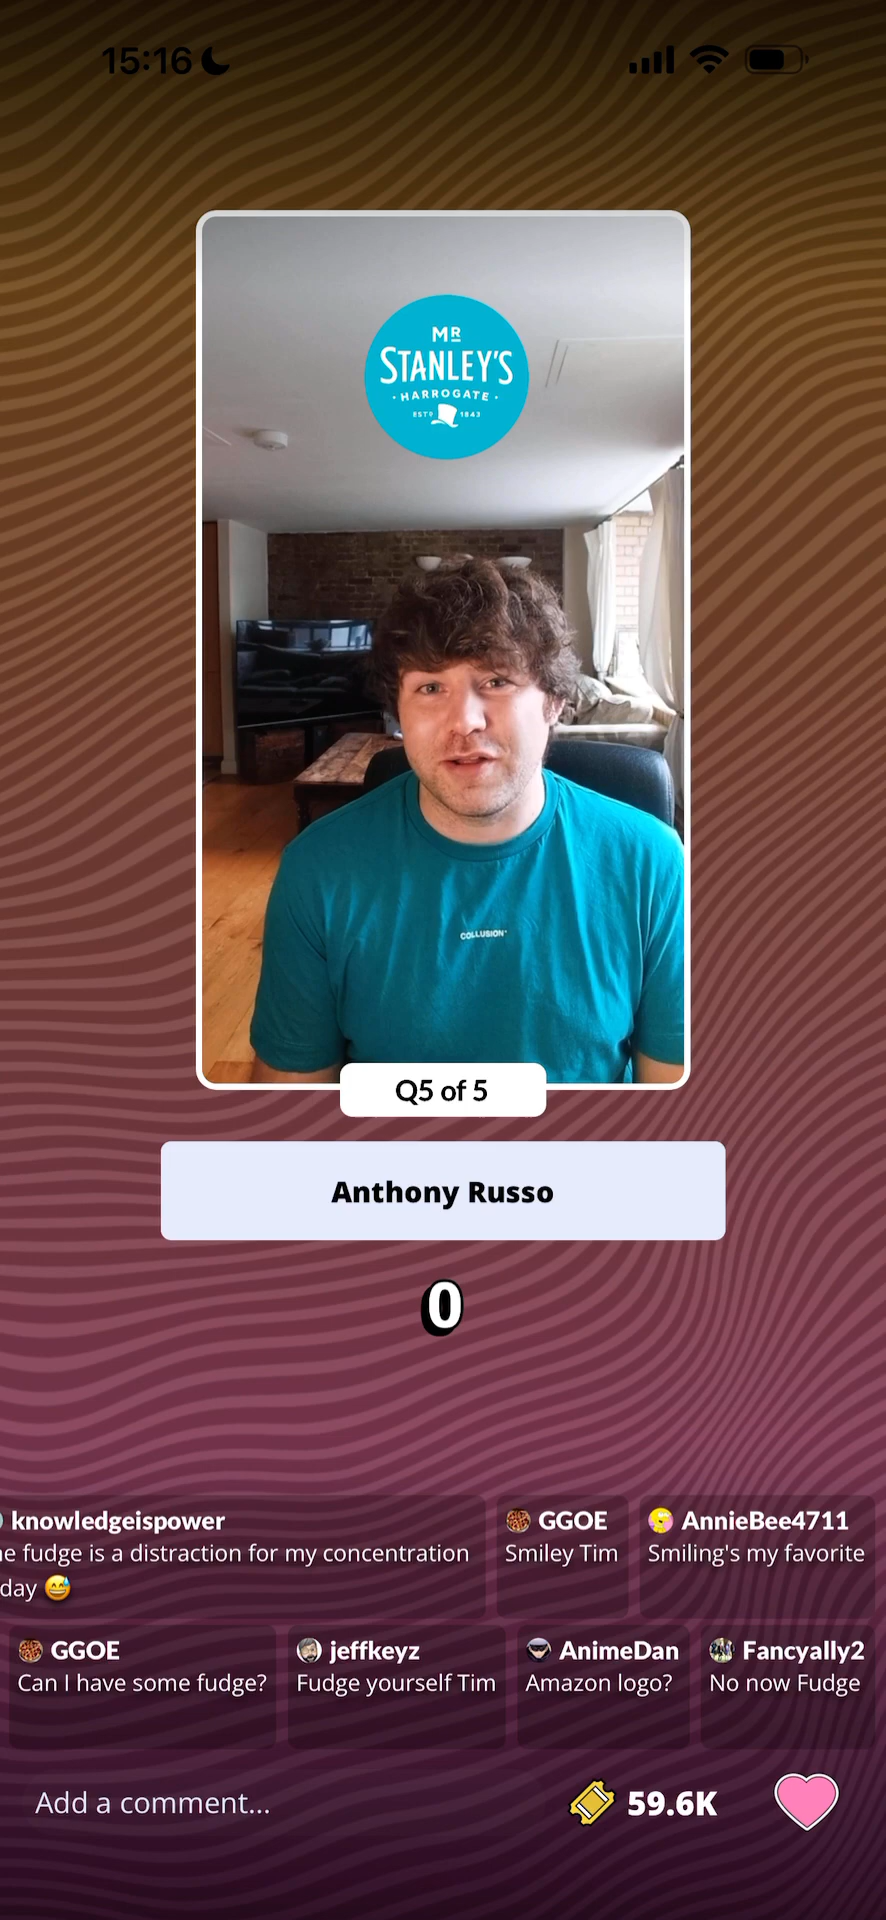 15:16
MR
STANLEY'S
· HARROGATE ·
ESTD 1843
COLLUSION
Q5 of 5
Anthony Russo
0
knowledgeispower
fudge is a distraction for my concentration
day 😅
GGOE
Smiley Tim
AnnieBee4711
Smiling's my favorite
GGOE
Can I have some fudge?
jeffkeyz
Fudge yourself Tim
AnimeDan
Amazon logo?
Fancyally2
No now Fudge
Add a comment...
59.6K